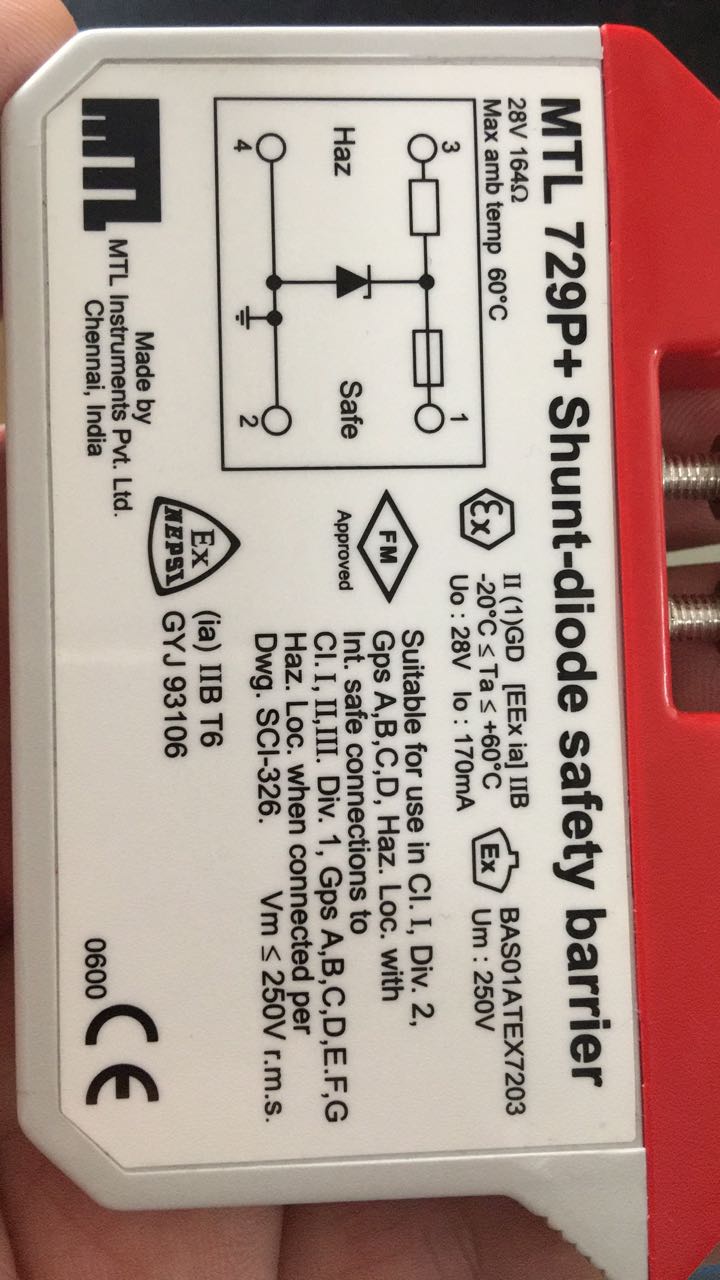 MTL 729P+ Shunt-diode safety barrier
28V 164Ω
Max amb temp 60°C
3
1
Haz
Safe
4
2
εx
II (1)GD [EEx ia] IIB
-20°C ≤ Ta ≤ +60°C
Uo : 28V Io : 170mA
Ex
BAS01ATEX7203
Um : 250V
FM
Approved
Suitable for use in Cl. I, Div. 2,
Gps A,B,C,D, Haz. Loc. with
Int. safe connections to
Cl. I, II,III. Div. 1, Gps A,B,C,D,E.F,G
Haz. Loc. when connected per
Dwg. SCI-326. Vm ≤ 250V r.m.s.
Ex
NEPSI
(ia) IIB T6
GYJ 93106
MTL
Made by
MTL Instruments Pvt. Ltd.
Chennai, India
0600
CE